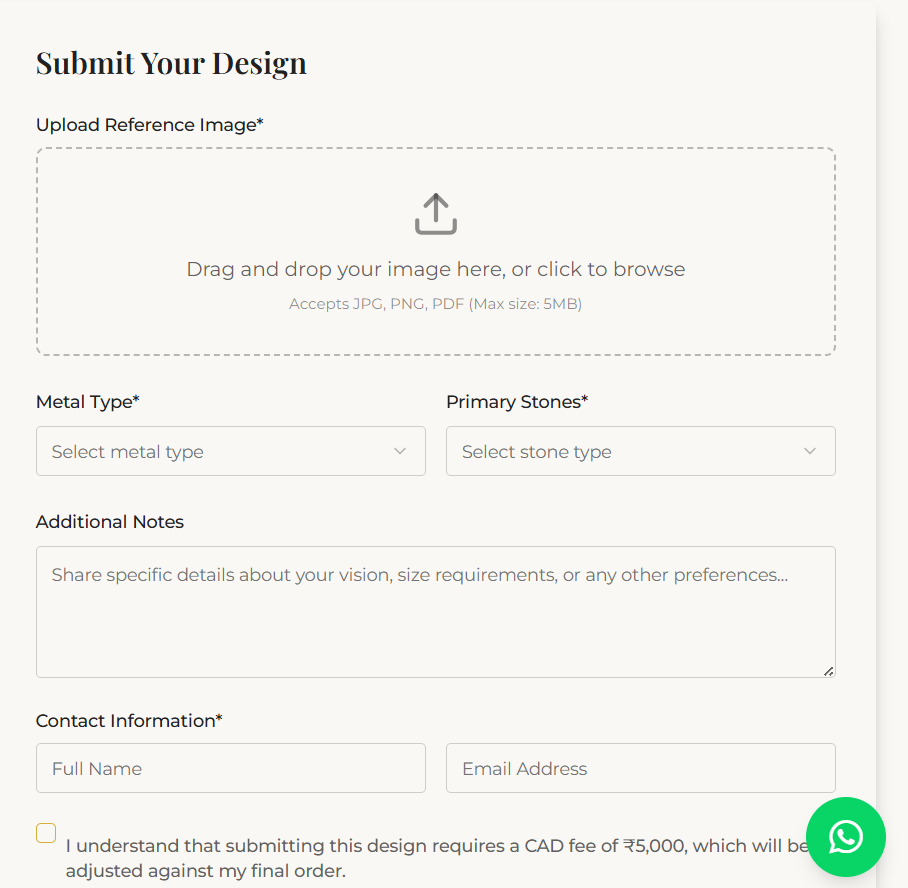 Submit Your Design
Upload Reference Image*
Drag and drop your image here, or click to browse
Accepts JPG, PNG, PDF (Max size: 5MB)
Metal Type*
Primary Stones*
Select metal type
Select stone type
Additional Notes
Share specific details about your vision, size requirements, or any other preferences...
Contact Information*
Full Name
Email Address
I understand that submitting this design requires a CAD fee of ₹5,000, which will be
adjusted against my final order.